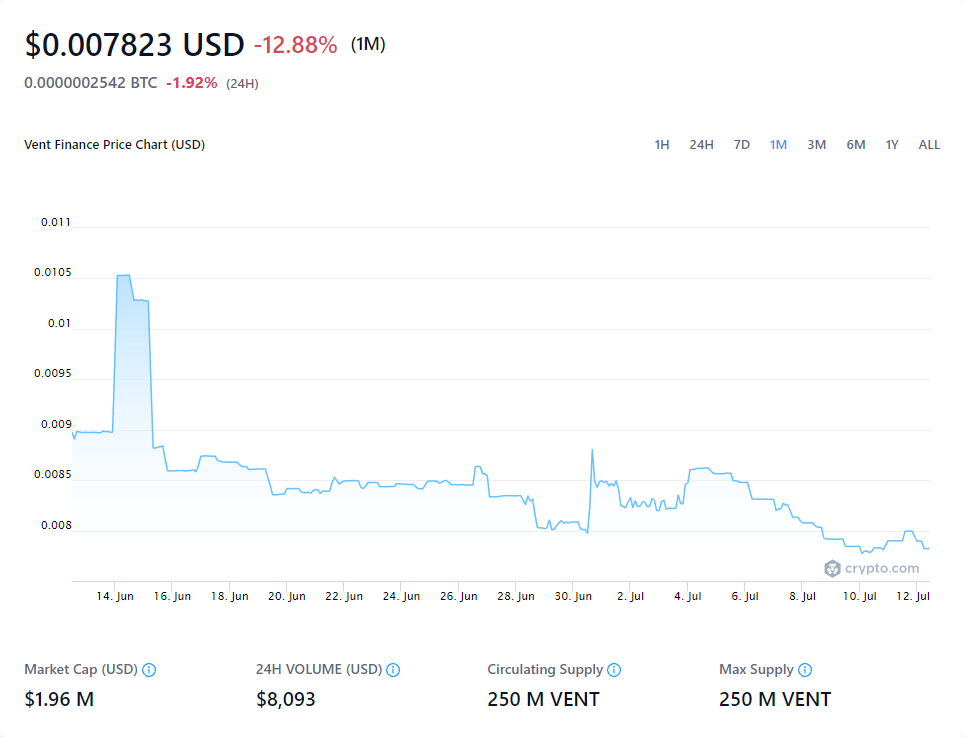 $0.007823 USD -12.88% (1M)
0.0000002542 BTC -1.92% (24H)
Vent Finance Price Chart (USD) 1H 24H 7D 1M 3M 6M 1Y ALL
0.011
0.0105
0.01
0.0095
0.009
0.0085
0.008
crypto.com
14. Jun 16. Jun 18. Jun 20. Jun 22. Jun 24. Jun 26. Jun 28. Jun 30. Jun 2. Jul 4. Jul 6. Jul 8. Jul 10. Jul 12. Jul
Market Cap (USD) 24H VOLUME (USD) Circulating Supply Max Supply
$1.96 M $8,093 250 M VENT 250 M VENT